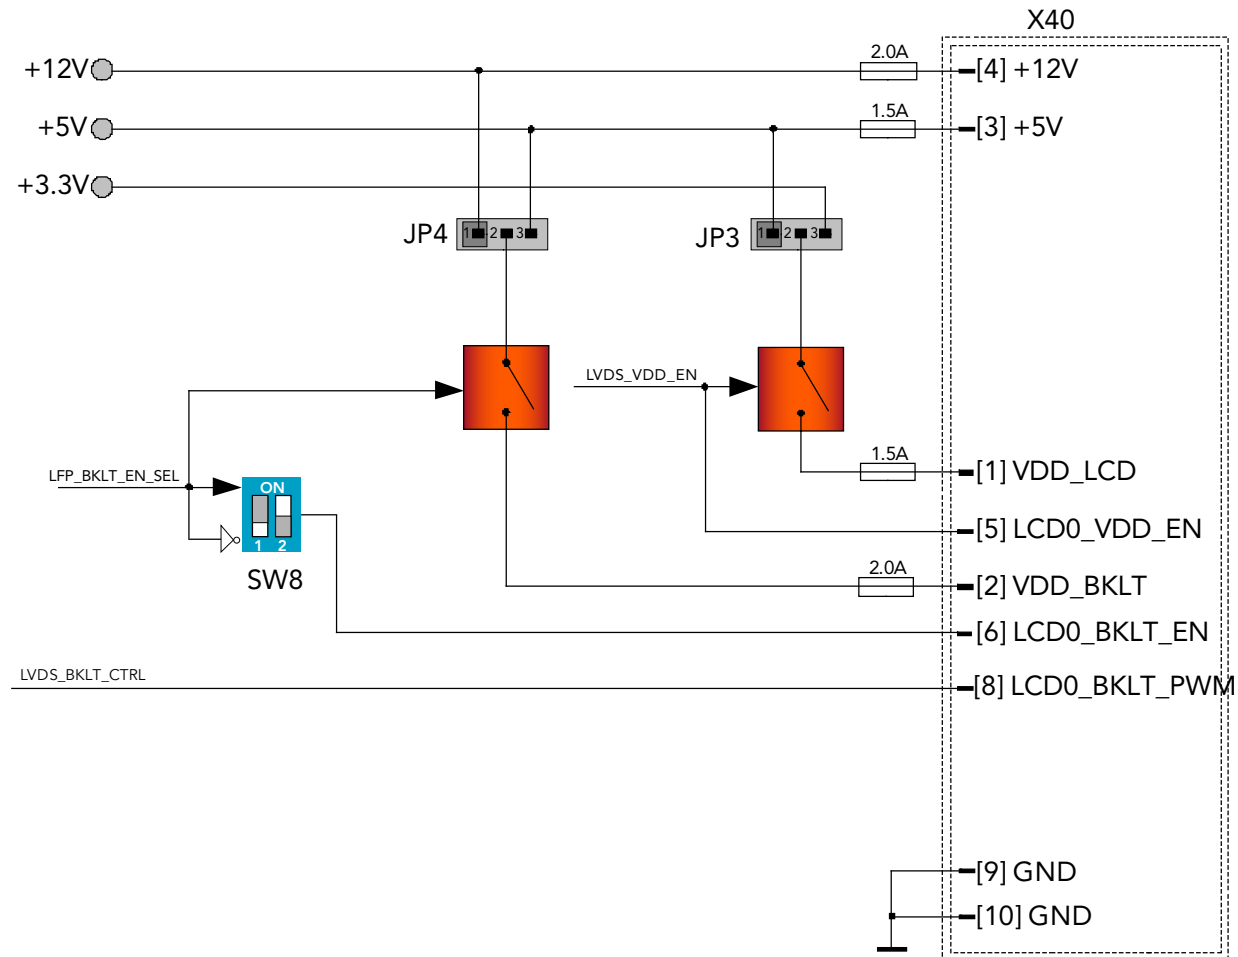 X40
2.0A
+12V
[4] +12V
1.5A
+5V
[3] +5V
+3.3V
JP4
1
2
3
JP3
1
2
3
LVDS_VDD_EN
1.5A
[1] VDD_LCD
LFP_BKLT_EN_SEL
ON
1
2
SW8
[5] LCD0_VDD_EN
2.0A
[2] VDD_BKLT
[6] LCD0_BKLT_EN
LVDS_BKLT_CTRL
[8] LCD0_BKLT_PWM
[9] GND
[10] GND